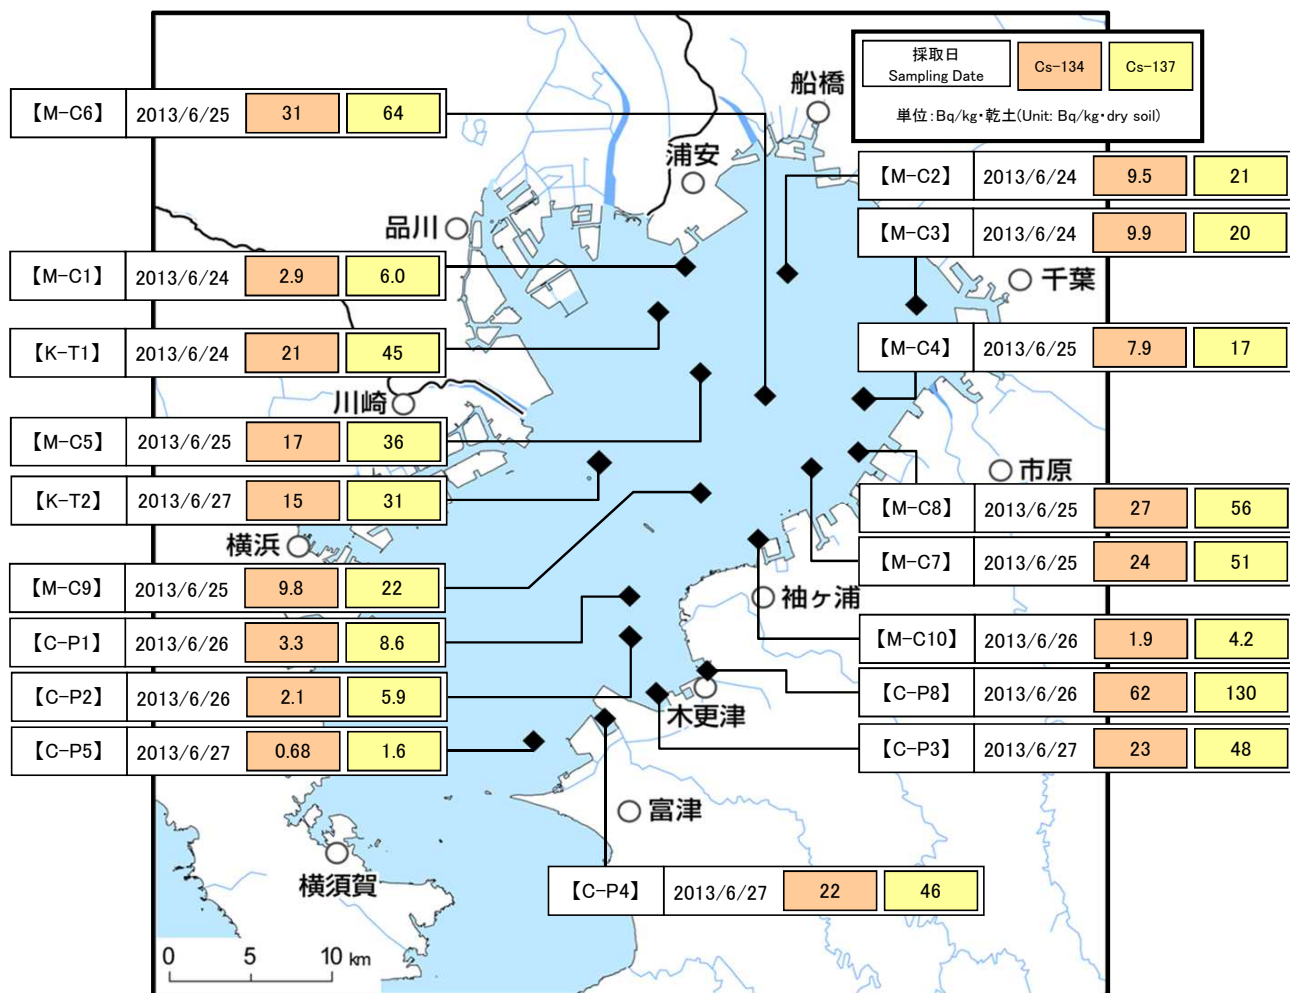 採取日
Sampling Date
Cs-134
Cs-137
単位:Bq/kg・乾土(Unit: Bq/kg・dry soil)
【M-C6】 2013/6/25 31 64
【M-C1】 2013/6/24 2.9 6.0
【K-T1】 2013/6/24 21 45
【M-C5】 2013/6/25 17 36
【K-T2】 2013/6/27 15 31
【M-C9】 2013/6/25 9.8 22
【C-P1】 2013/6/26 3.3 8.6
【C-P2】 2013/6/26 2.1 5.9
【C-P5】 2013/6/27 0.68 1.6
【M-C2】 2013/6/24 9.5 21
【M-C3】 2013/6/24 9.9 20
【M-C4】 2013/6/25 7.9 17
【M-C8】 2013/6/25 27 56
【M-C7】 2013/6/25 24 51
【M-C10】 2013/6/26 1.9 4.2
【C-P8】 2013/6/26 62 130
【C-P3】 2013/6/27 23 48
【C-P4】 2013/6/27 22 46
船橋
浦安
品川
千葉
川崎
市原
横浜
袖ヶ浦
木更津
富津
横須賀
0 5 10 km